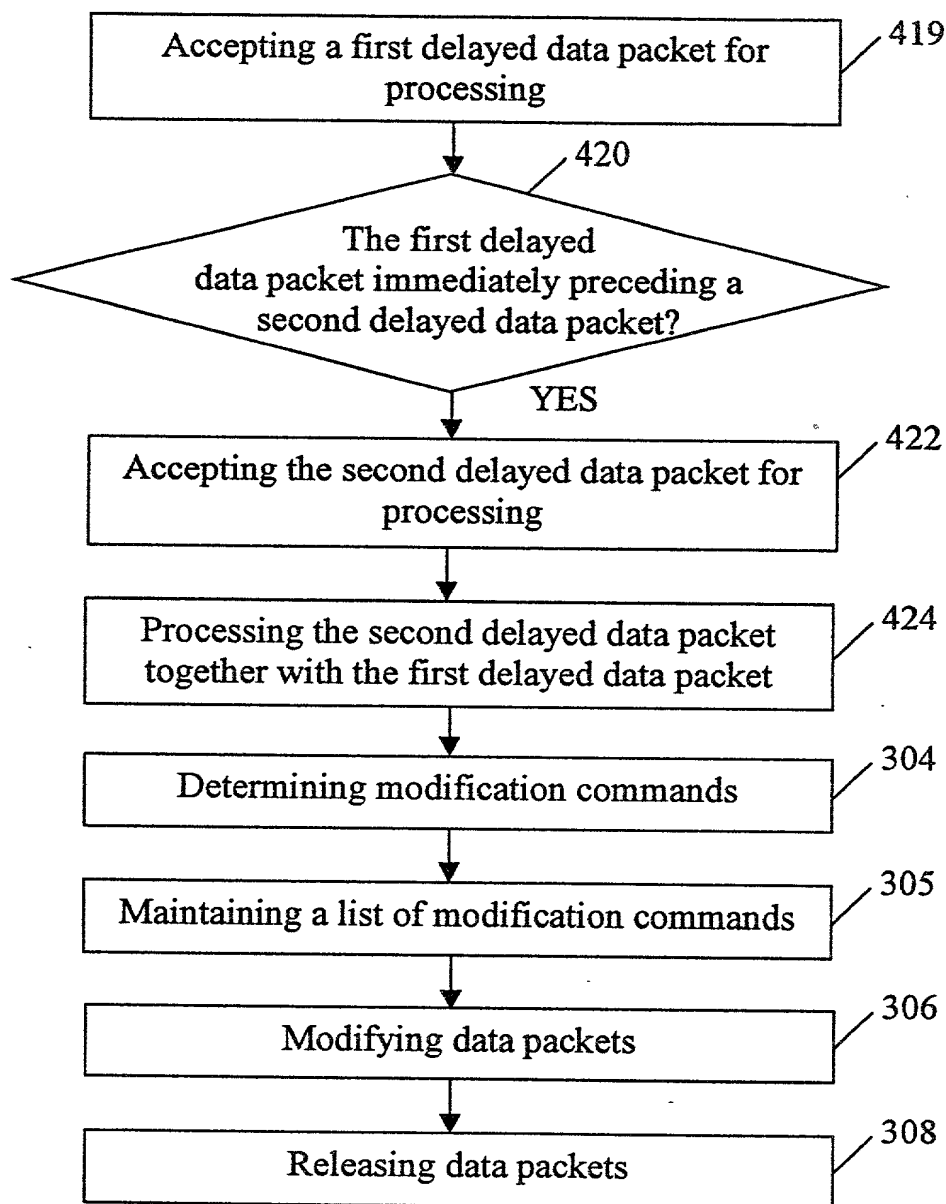 Accepting a first delayed data packet for
processing
419
420
The first delayed
data packet immediately preceding a
second delayed data packet?
YES
422
Accepting the second delayed data packet for
processing
Processing the second delayed data packet
together with the first delayed data packet
424
Determining modification commands
304
Maintaining a list of modification commands
305
Modifying data packets
306
Releasing data packets
308